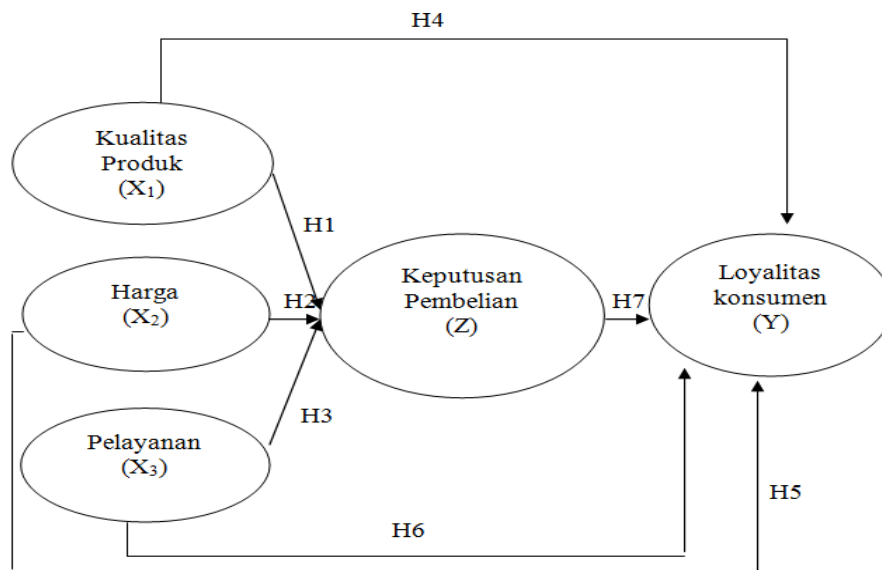 H4
Kualitas
Produk
(X₁)
H1
Harga
(X₂)
H2
Keputusan
Pembelian
(Z)
H7
Loyalitas
konsumen
(Y)
H3
Pelayanan
(X₃)
H5
H6